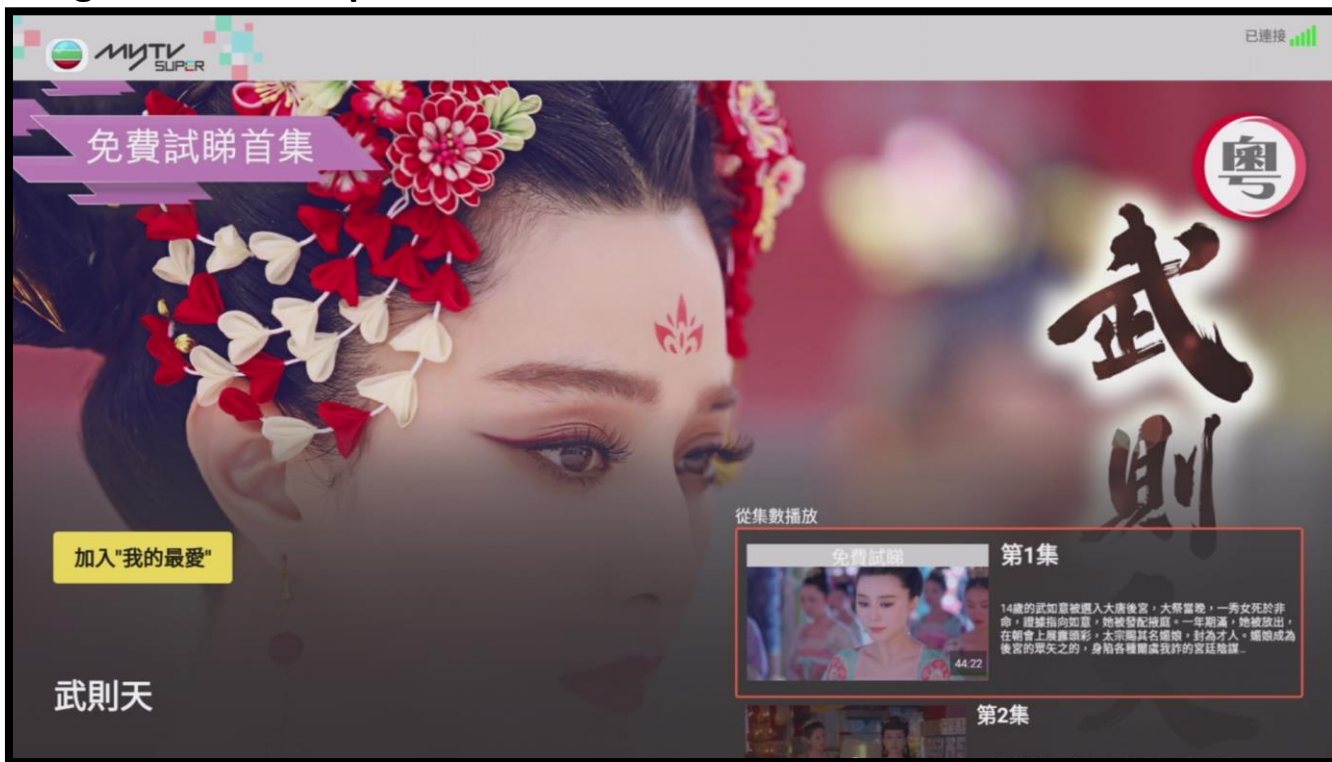 myTV
SUPER
已連接
免費試睇首集
粵
武則天
從集數播放
加入"我的最愛"
免費試睇
44:22
第1集
14歲的武如意被選入大唐後宮,大祭當晚,一秀女死於非
命,證據指向如意,她被發配掖庭。一年期滿,她被放出,
在朝會上展露頭彩,太宗賜其名媚娘,封為才人。媚娘成為
後宮的眾矢之的,身陷各種爾虞我詐的宮廷陰謀...
武則天
第2集